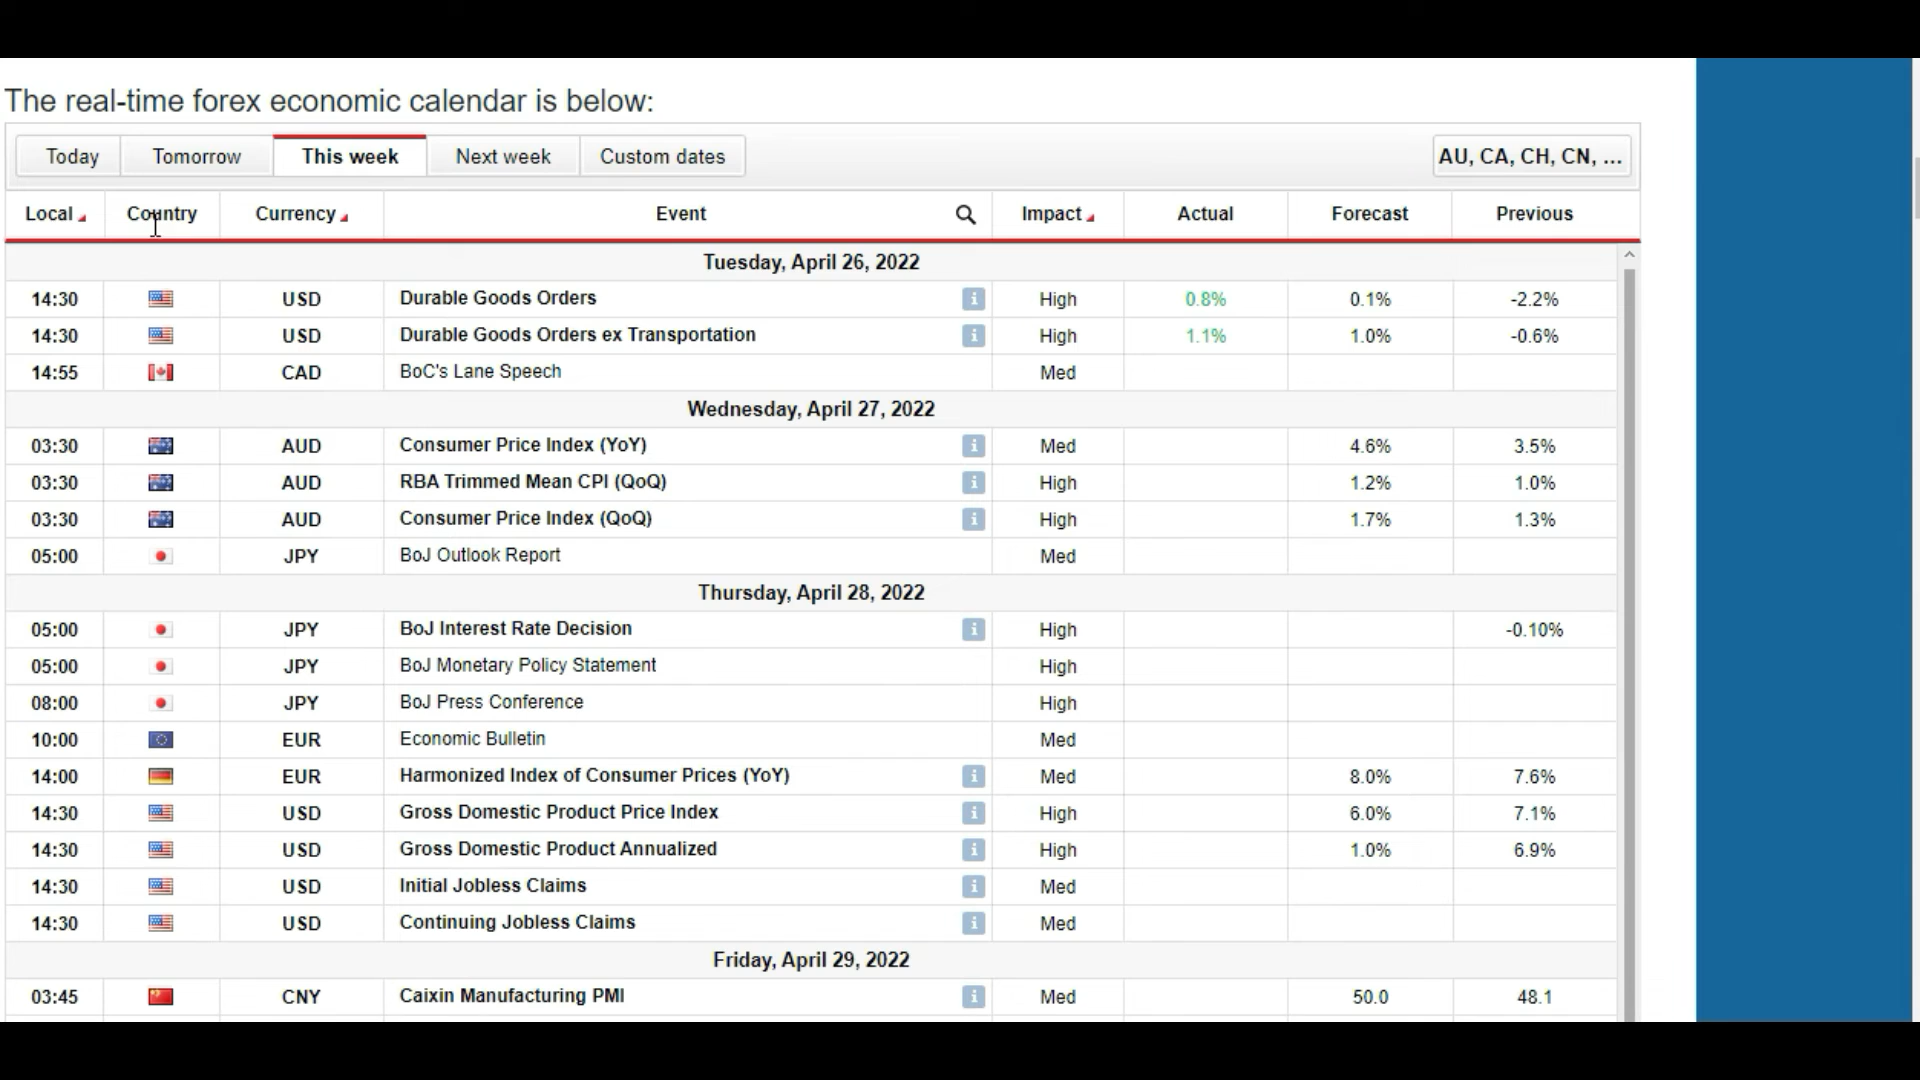 The real-time forex economic calendar is below:
Today Tomorrow This week Next week Custom dates AU, CA, CH, CN, ...
Local Country Currency Event Impact Actual Forecast Previous
Tuesday, April 26, 2022
14:30 USD Durable Goods Orders i High 0.8% 0.1% -2.2%
14:30 USD Durable Goods Orders ex Transportation i High 1.1% 1.0% -0.6%
14:55 CAD BoC's Lane Speech Med
Wednesday, April 27, 2022
03:30 AUD Consumer Price Index (YoY) i Med 4.6% 3.5%
03:30 AUD RBA Trimmed Mean CPI (QoQ) i High 1.2% 1.0%
03:30 AUD Consumer Price Index (QoQ) i High 1.7% 1.3%
05:00 JPY BoJ Outlook Report Med
Thursday, April 28, 2022
05:00 JPY BoJ Interest Rate Decision i High -0.10%
05:00 JPY BoJ Monetary Policy Statement High
08:00 JPY BoJ Press Conference High
10:00 EUR Economic Bulletin Med
14:00 EUR Harmonized Index of Consumer Prices (YoY) i Med 8.0% 7.6%
14:30 USD Gross Domestic Product Price Index i High 6.0% 7.1%
14:30 USD Gross Domestic Product Annualized i High 1.0% 6.9%
14:30 USD Initial Jobless Claims i Med
14:30 USD Continuing Jobless Claims i Med
Friday, April 29, 2022
03:45 CNY Caixin Manufacturing PMI i Med 50.0 48.1